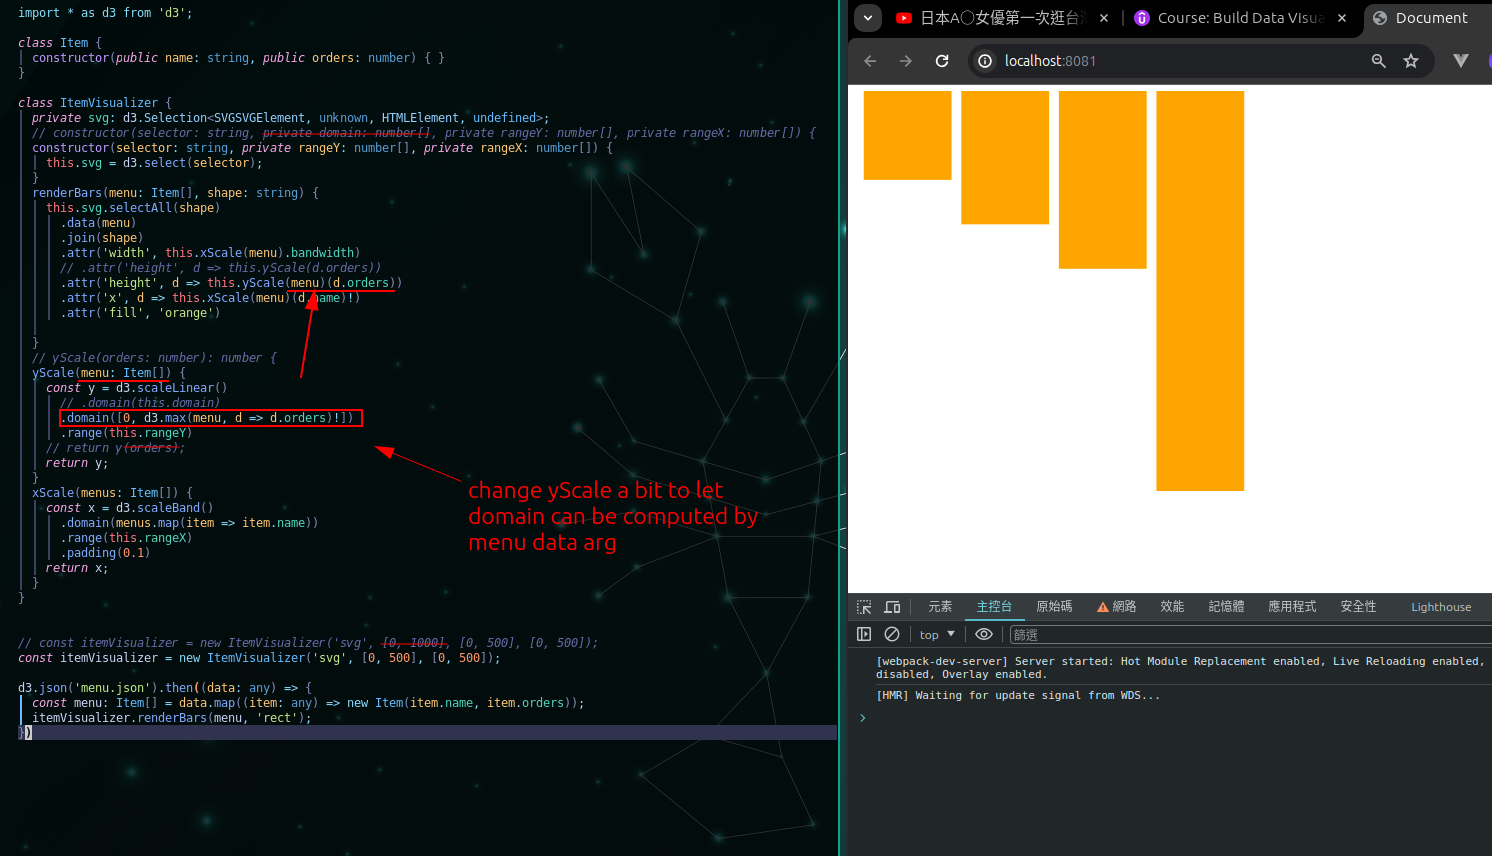 import * as d3 from 'd3';
class Item {
constructor(public name: string, public orders: number) { }
}
class ItemVisualizer {
private svg: d3.Selection<SVGSVGElement, unknown, HTMLElement, undefined>;
// constructor(selector: string, private domain: number[], private rangeY: number[], private rangeX: number[]) {
constructor(selector: string, private rangeY: number[], private rangeX: number[]) {
this.svg = d3.select(selector);
}
renderBars(menu: Item[], shape: string) {
this.svg.selectAll(shape)
.data(menu)
.join(shape)
.attr('width', this.xScale(menu).bandwidth)
// .attr('height', d => this.yScale(d.orders))
.attr('height', d => this.yScale(menu)(d.orders))
.attr('x', d => this.xScale(menu)(d.name)!)
.attr('fill', 'orange')
}
// yScale(orders: number): number {
yScale(menu: Item[]) {
const y = d3.scaleLinear()
// .domain(this.domain)
.domain([0, d3.max(menu, d => d.orders)!])
.range(this.rangeY)
// return y(orders);
return y;
}
xScale(menus: Item[]) {
const x = d3.scaleBand()
.domain(menus.map(item => item.name))
.range(this.rangeX)
.padding(0.1)
return x;
}
}
// const itemVisualizer = new ItemVisualizer('svg', [0, 1000], [0, 500], [0, 500]);
const itemVisualizer = new ItemVisualizer('svg', [0, 500], [0, 500]);
d3.json('menu.json').then((data: any) => {
const menu: Item[] = data.map((item: any) => new Item(item.name, item.orders));
itemVisualizer.renderBars(menu, 'rect');
})
change yScale a bit to let
domain can be computed by
menu data arg
日本A○女優第一次逛台
Course: Build Data Visua
Document
localhost:8081
元素 主控台 原始碼 網路 效能 記憶體 應用程式 安全性 Lighthouse
top 篩選
[webpack-dev-server] Server started: Hot Module Replacement enabled, Live Reloading enabled,
disabled, Overlay enabled.
[HMR] Waiting for update signal from WDS...